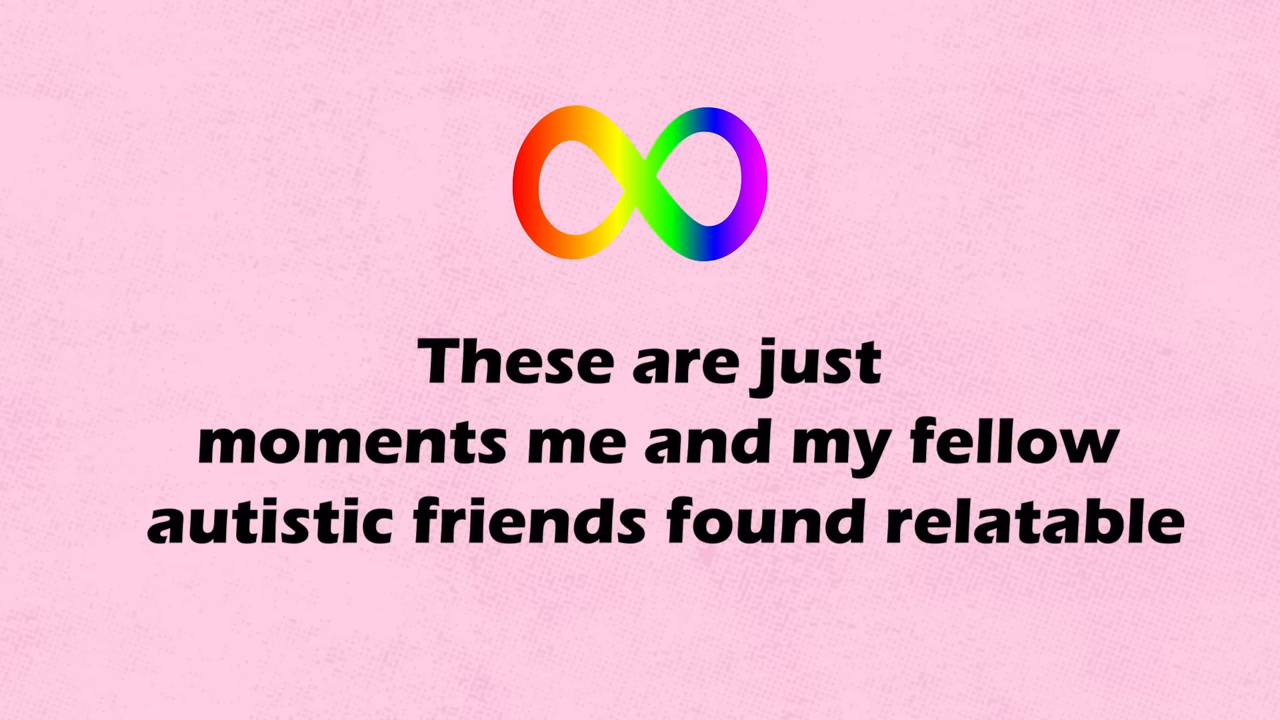 These are just
moments me and my fellow
autistic friends found relatable